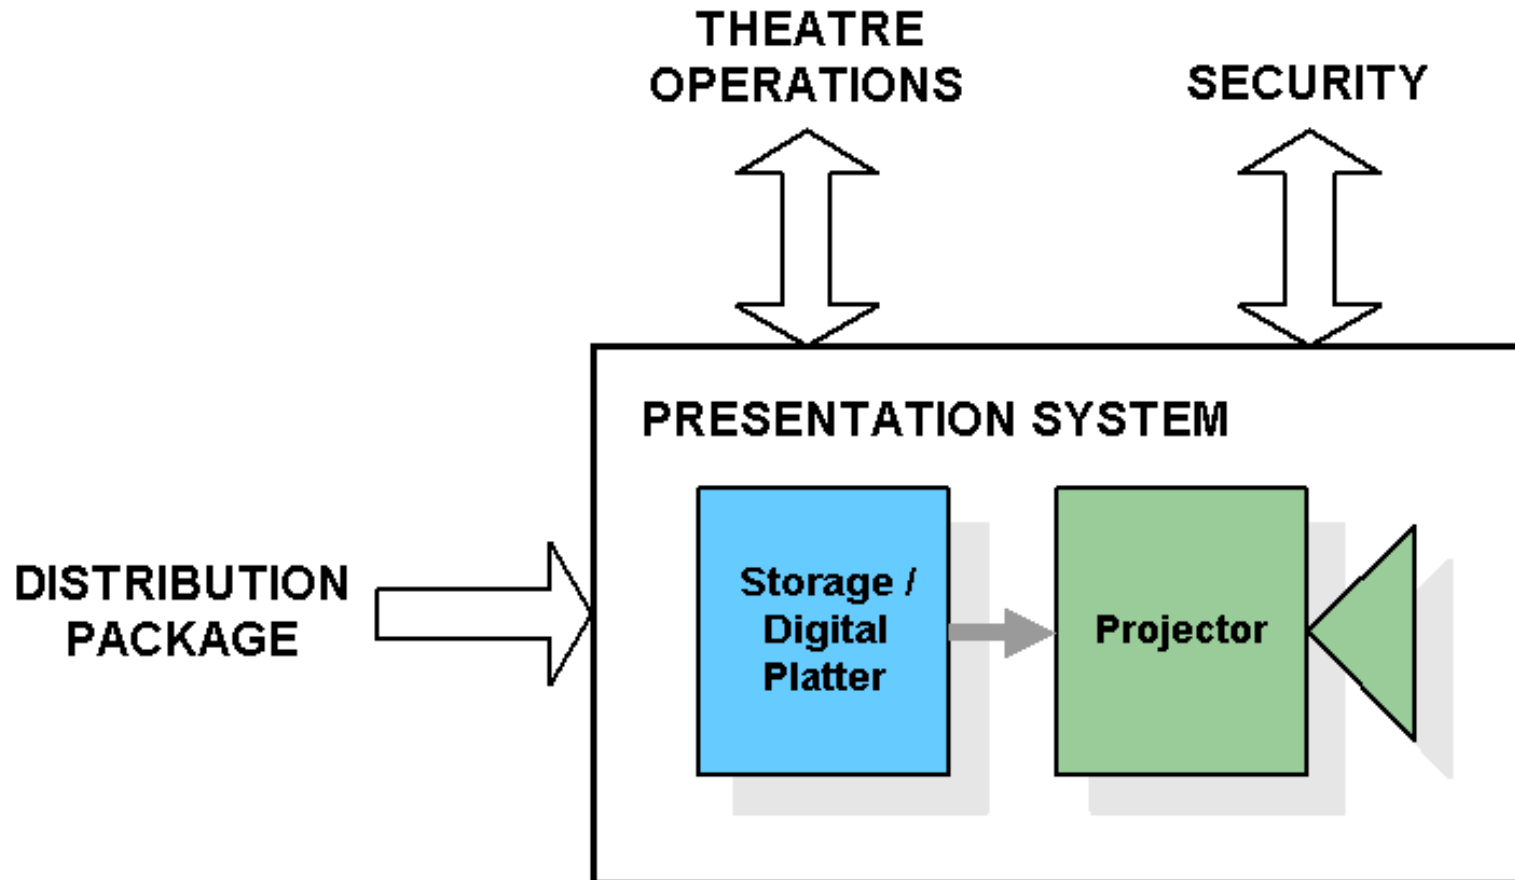 THEATRE
OPERATIONS
SECURITY
PRESENTATION SYSTEM
DISTRIBUTION
PACKAGE
Storage /
Digital
Platter
Projector